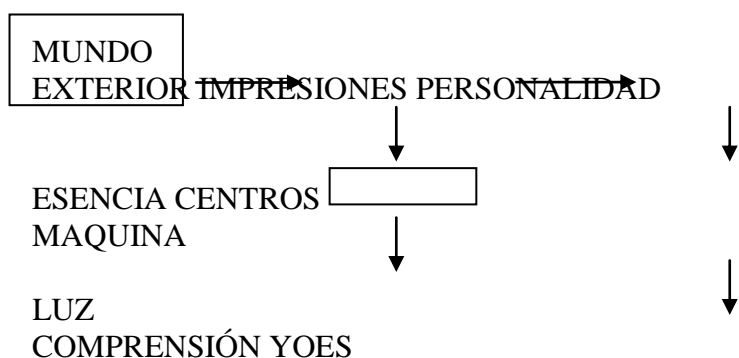 MUNDO
EXTERIOR IMPRESIONES PERSONALIDAD
ESENCIA CENTROS
MAQUINA
LUZ
COMPRENSIÓN YOES